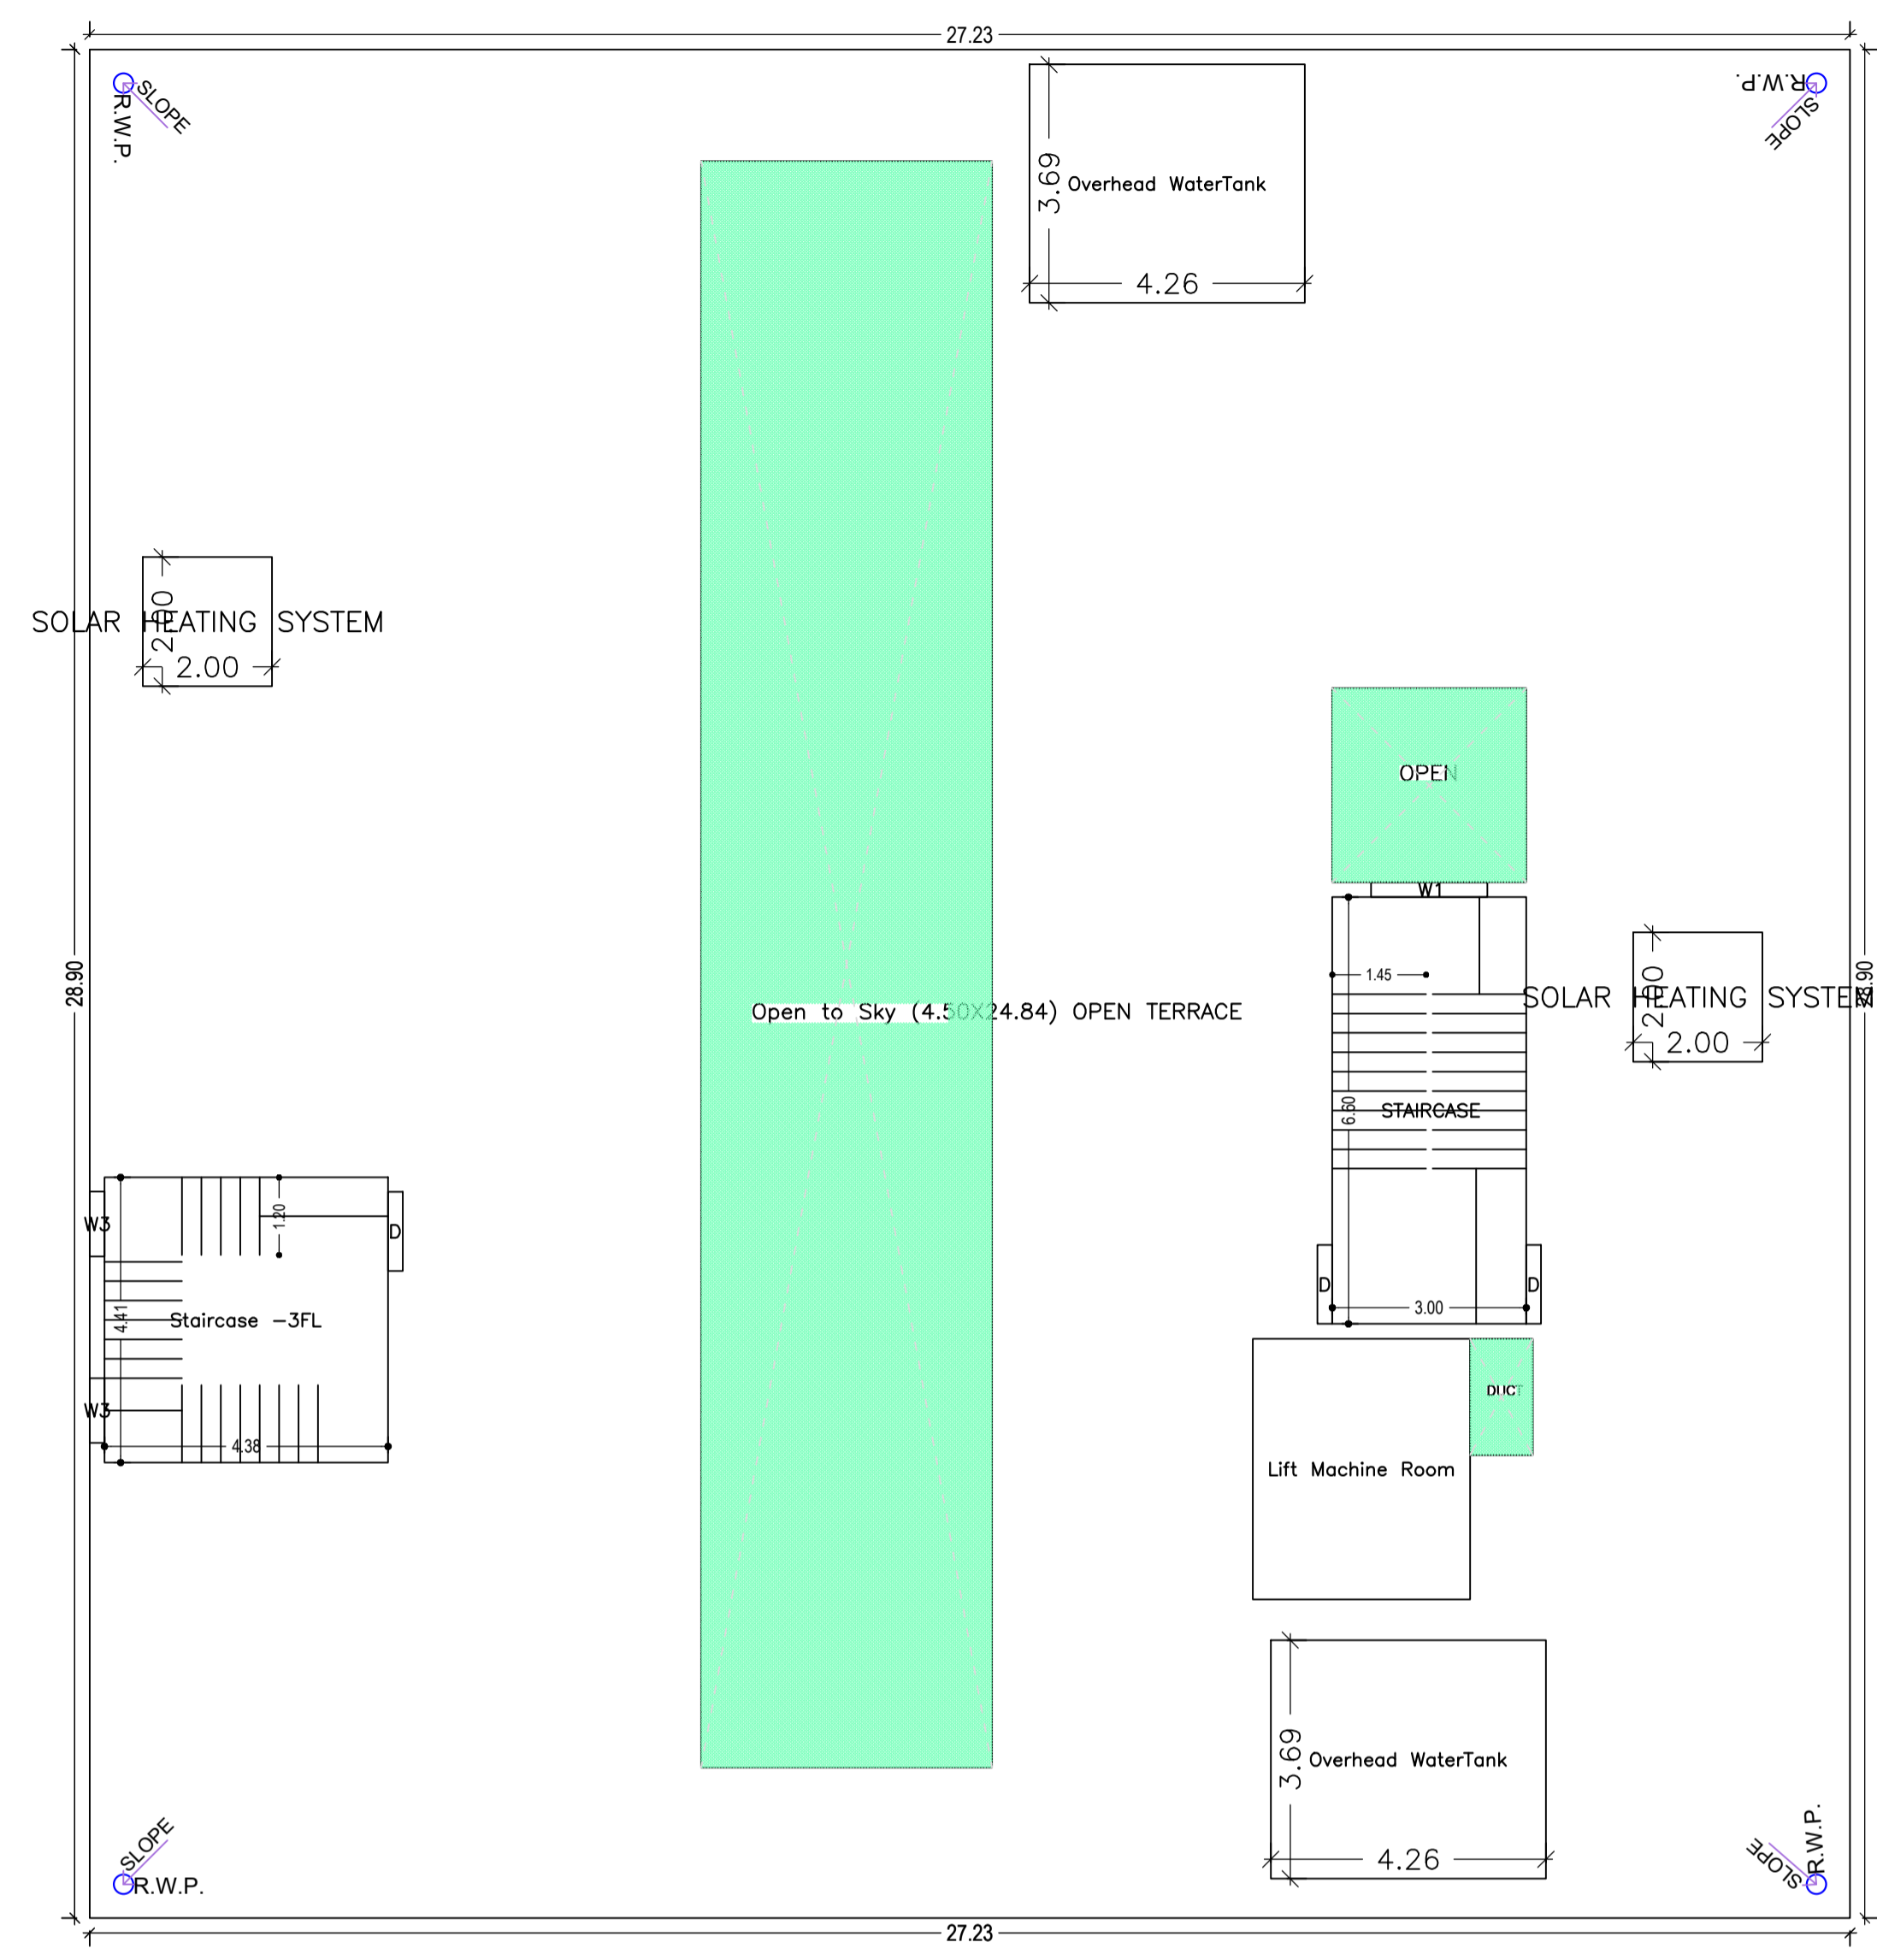 27.23
SLOPE
R.W.P.
R.W.P.
SLOPE
3.69
Overhead WaterTank
4.26
2.00
SOLAR HEATING SYSTEM
2.00
OPEN
W1
28.90
28.90
1.45
Open to Sky (4.50X24.84) OPEN TERRACE
2.00
SOLAR HEATING SYSTEM
2.00
6.60
STAIRCASE
W3
1.20
D
D
D
3.00
4.41
Staircase -3FL
W3
4.38
DUCT
Lift Machine Room
3.69
Overhead WaterTank
4.26
SLOPE
R.W.P.
SLOPE
R.W.P.
27.23